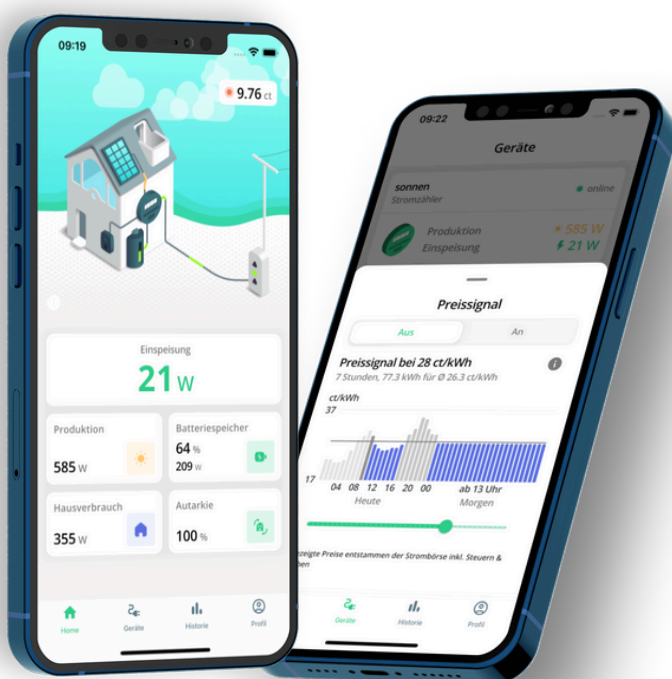 09:19
9.76 ct
Einspeisung
21 W
Produktion
585 W
Batteriespeicher
64 %
209 W
Hausverbrauch
355 W
Autarkie
100 %
Home
Geräte
Historie
Profil
09:22
Geräte
sonnen
Stromzähler
online
Produktion
585 W
Einspeisung
21 W
Preissignal
Aus
An
Preissignal bei 28 ct/kWh
7 Stunden, 77.3 kWh für Ø 26.3 ct/kWh
ct/kWh
37
17
04 08 12 16 20 00
ab 13 Uhr
Heute
Morgen
Preise entstammen der Strombörse inkl. Steuern &
Geräte
Historie
Profil